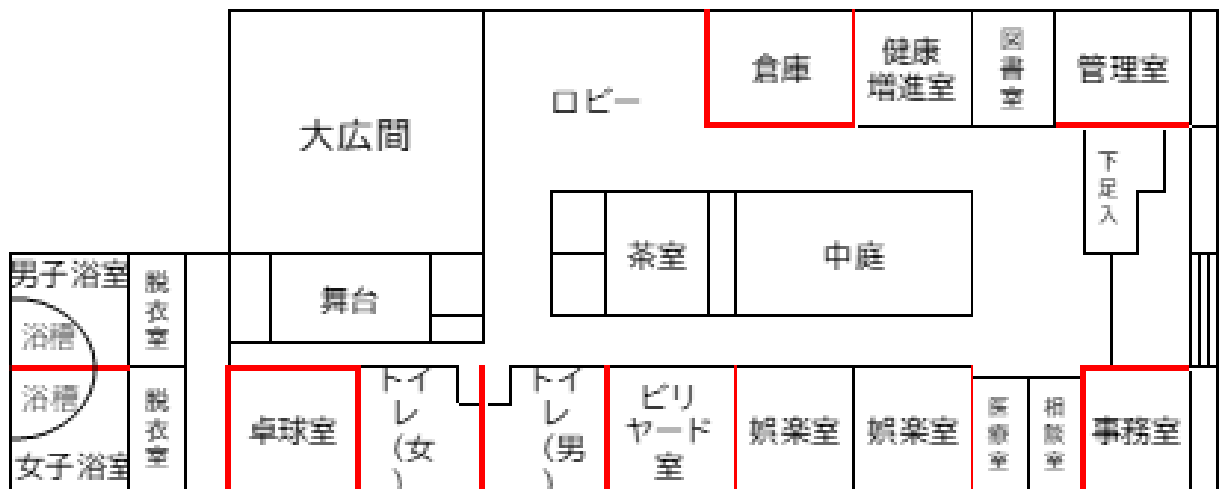 大広間
ロビー
倉庫
健康
増進室
図書室
管理室
下足入
茶室
中庭
男子浴室
脱衣室
浴槽
舞台
浴槽
脱衣室
女子浴室
卓球室
トイレ(女)
トイレ(男)
ビリ
ヤード
室
娯楽室
娯楽室
医療室
相談室
事務室